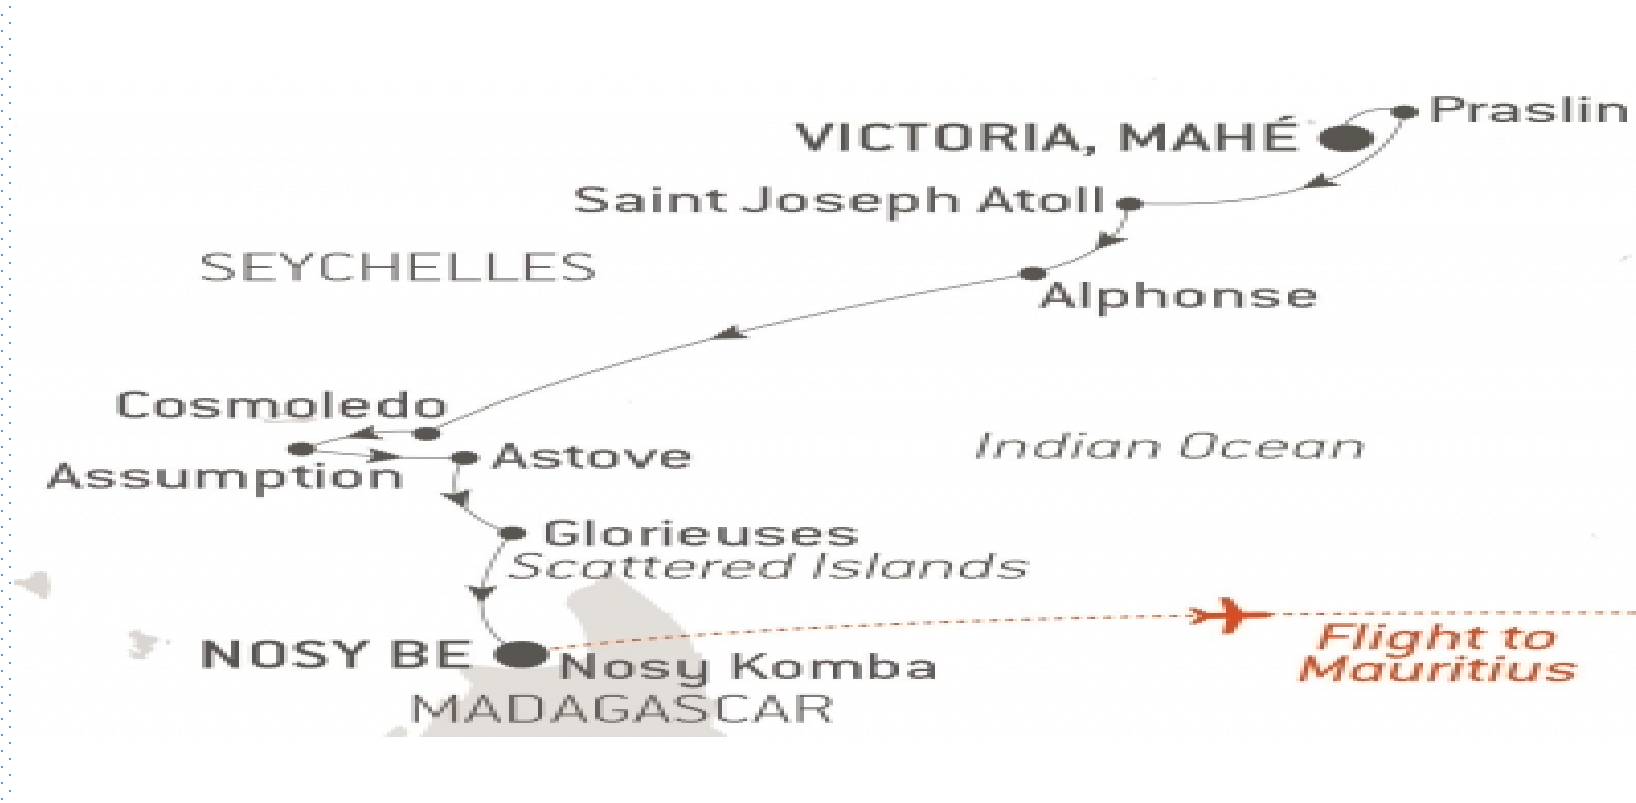 Praslin
VICTORIA, MAHÉ
Saint Joseph Atoll
SEYCHELLES
Alphonse
Cosmoledo
Indian Ocean
Astove
Assumption
Glorieuses
Scattered Islands
Flight to
Mauritius
NOSY BE
Nosy Komba
MADAGASCAR